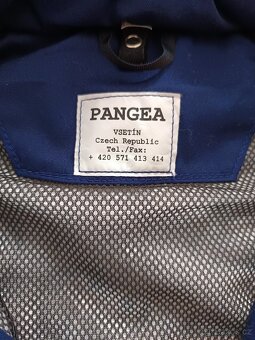 PANGEA
VSETÍN
Czech Republic
Tel./Fax:
+ 420 571 413 414